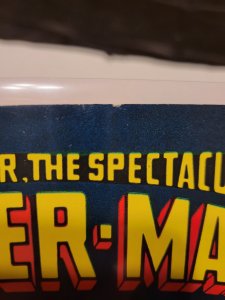 R, THE SPECTACU
ER-MA